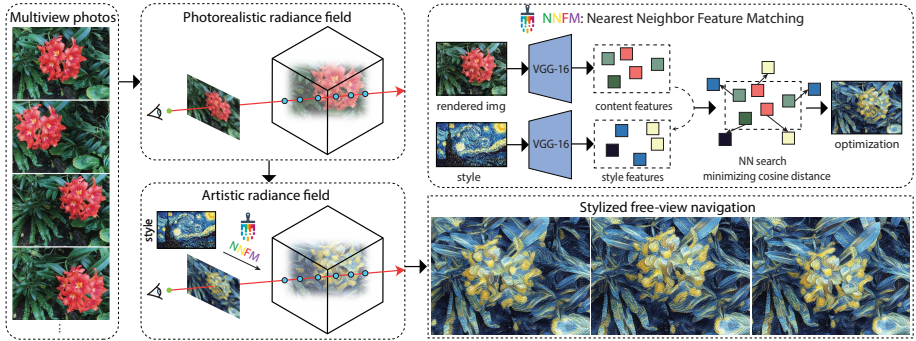 Multiview photos
⋮
Photorealistic radiance field
Artistic radiance field
style
NNFM
NNFM: Nearest Neighbor Feature Matching
VGG-16
rendered img
content features
VGG-16
style
style features
NN search
minimizing cosine distance
optimization
Stylized free-view navigation